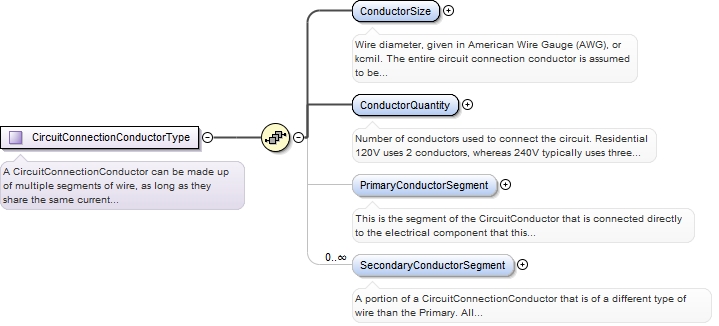 ConductorSize
Wire diameter, given in American Wire Gauge (AWG), or
kcmil. The entire circuit connection conductor is assumed
to be...
ConductorQuantity
Number of conductors used to connect the circuit. Residential
120V uses 2 conductors, whereas 240V typically uses three...
CircuitConnectionConductorType
A CircuitConnectionConductor can be made up
of multiple segments of wire, as long as they
share the same current...
PrimaryConductorSegment
This is the segment of the CircuitConductor that is connected directly
to the electrical component that this...
0..∞
SecondaryConductorSegment
A portion of a CircuitConnectionConductor that is of a different type of
wire than the Primary. All...